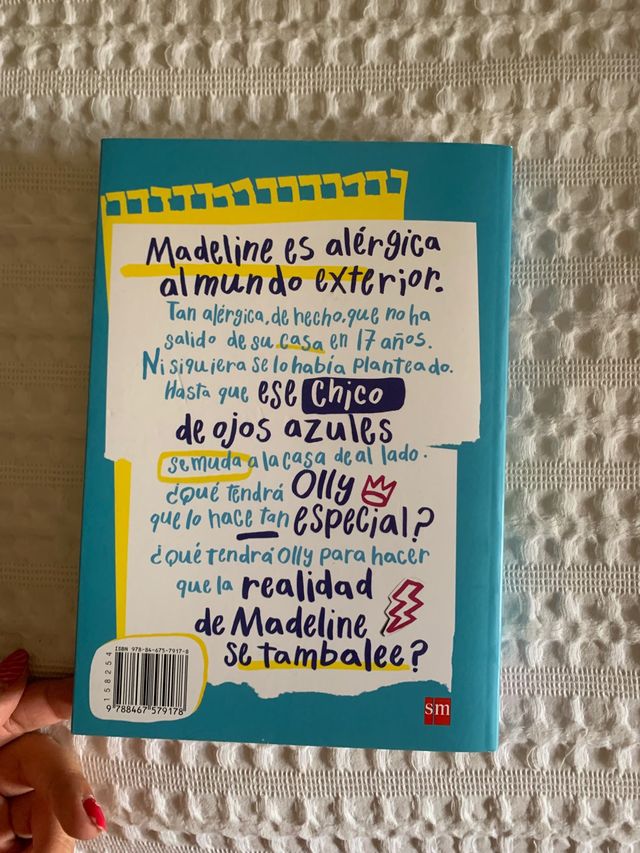 Madeline es alérgica
al mundo exterior.
Tan alérgica, de hecho, que no ha
salido de su casa en 17 años.
Ni siquiera se lo había planteado.
Hasta que ese chico
de ojos azules
se muda a la casa de al lado.
¿Qué tendrá Olly
que lo hace tan especial?
¿Qué tendrá Olly para hacer
que la realidad
de Madeline
se tambalee?
ISBN 978-84-675-7917-8
158254
9 788467 579178
sm